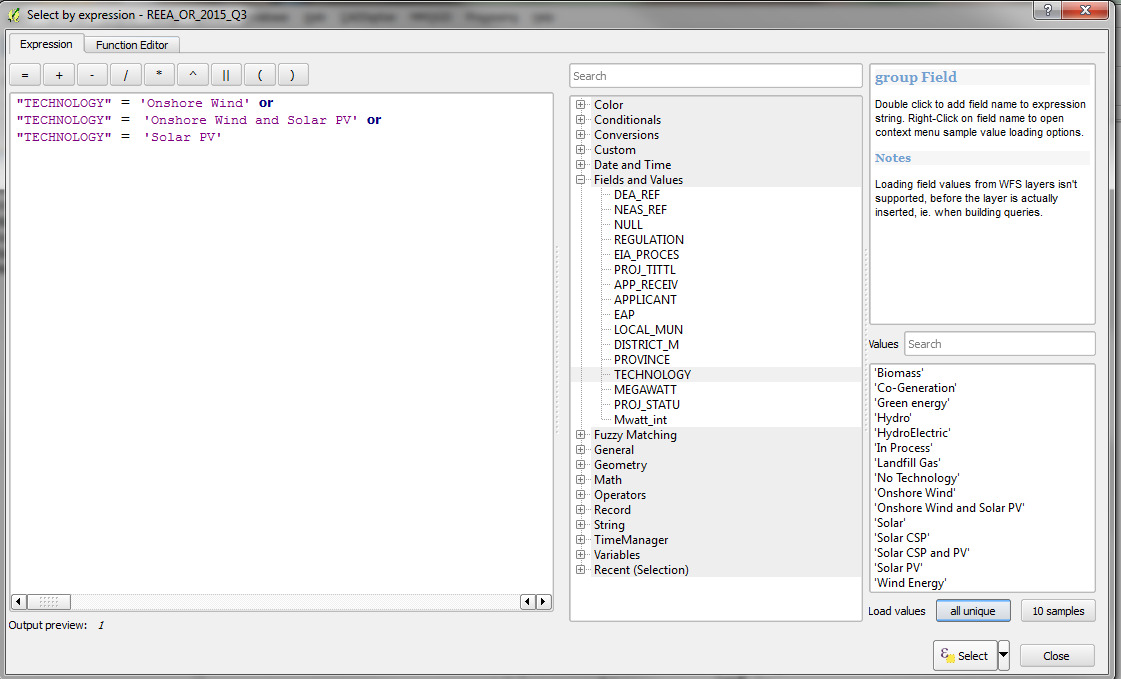 Select by expression - REEA_OR_2015_Q3
?
Expression
Function Editor
= + - / * ^ || ( )
"TECHNOLOGY" = 'Onshore Wind' or
"TECHNOLOGY" = 'Onshore Wind and Solar PV' or
"TECHNOLOGY" = 'Solar PV'
Output preview: 1
Search
Color
Conditionals
Conversions
Custom
Date and Time
Fields and Values
DEA_REF
NEAS_REF
NULL
REGULATION
EIA_PROCES
PROJ_TITTL
APP_RECEIV
APPLICANT
EAP
LOCAL_MUN
DISTRICT_M
PROVINCE
TECHNOLOGY
MEGAWATT
PROJ_STATU
Mwatt_int
Fuzzy Matching
General
Geometry
Math
Operators
Record
String
TimeManager
Variables
Recent (Selection)
group Field
Double click to add field name to expression
string. Right-Click on field name to open
context menu sample value loading options.
Notes
Loading field values from WFS layers isn't
supported, before the layer is actually
inserted, ie. when building queries.
Values Search
'Biomass'
'Co-Generation'
'Green energy'
'Hydro'
'HydroElectric'
'In Process'
'Landfill Gas'
'No Technology'
'Onshore Wind'
'Onshore Wind and Solar PV'
'Solar'
'Solar CSP'
'Solar CSP and PV'
'Solar PV'
'Wind Energy'
Load values all unique 10 samples
Select Close